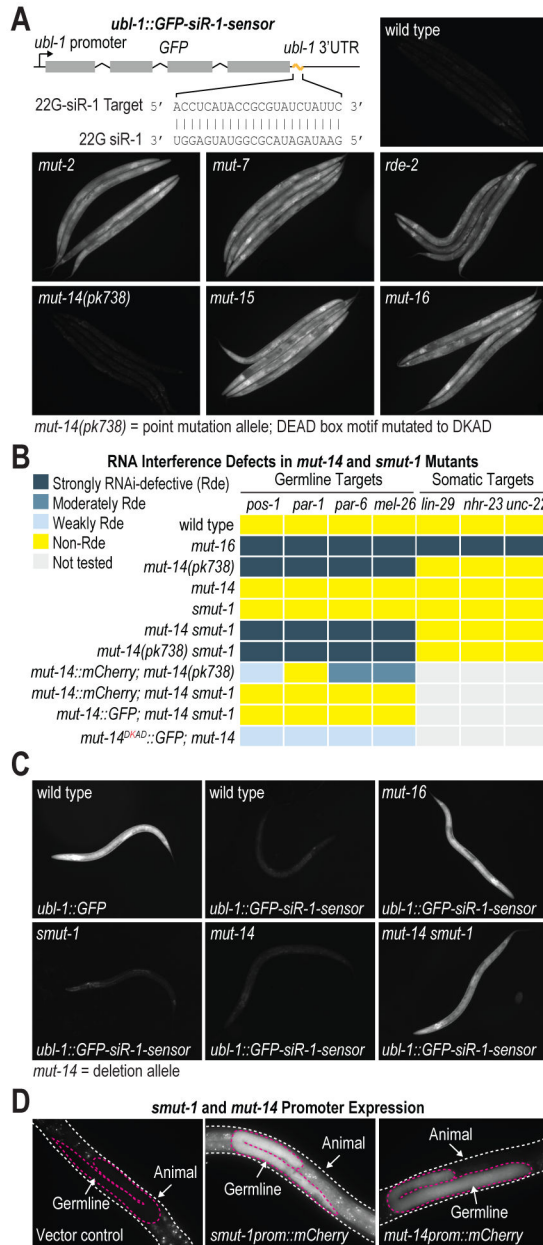 A
ubl-1::GFP-siR-1-sensor
ubl-1 promoter
GFP
ubl-1 3'UTR
22G-siR-1 Target 5' ACCUCAUACCGCGUAUCUAUUC 3'
22G siR-1 3' UGGAGUAUGGCGCAUAGAUAAG 5'
wild type
mut-2
mut-7
rde-2
mut-14(pk738)
mut-15
mut-16
mut-14(pk738) = point mutation allele; DEAD box motif mutated to DKAD
B
RNA Interference Defects in mut-14 and smut-1 Mutants
Strongly RNAi-defective (Rde)
Moderately Rde
Weakly Rde
Non-Rde
Not tested
Germline Targets
Somatic Targets
pos-1 par-1 par-6 mel-26 lin-29 nhr-23 unc-22
wild type
mut-16
mut-14(pk738)
mut-14
smut-1
mut-14 smut-1
mut-14(pk738) smut-1
mut-14::mCherry; mut-14(pk738)
mut-14::mCherry; mut-14 smut-1
mut-14::GFP; mut-14 smut-1
mut-14DKAD::GFP; mut-14
C
wild type
ubl-1::GFP
wild type
ubl-1::GFP-siR-1-sensor
mut-16
ubl-1::GFP-siR-1-sensor
smut-1
ubl-1::GFP-siR-1-sensor
mut-14
ubl-1::GFP-siR-1-sensor
mut-14 smut-1
ubl-1::GFP-siR-1-sensor
mut-14 = deletion allele
D
smut-1 and mut-14 Promoter Expression
Animal
Germline
Vector control
Animal
Germline
smut-1prom::mCherry
Animal
Germline
mut-14prom::mCherry